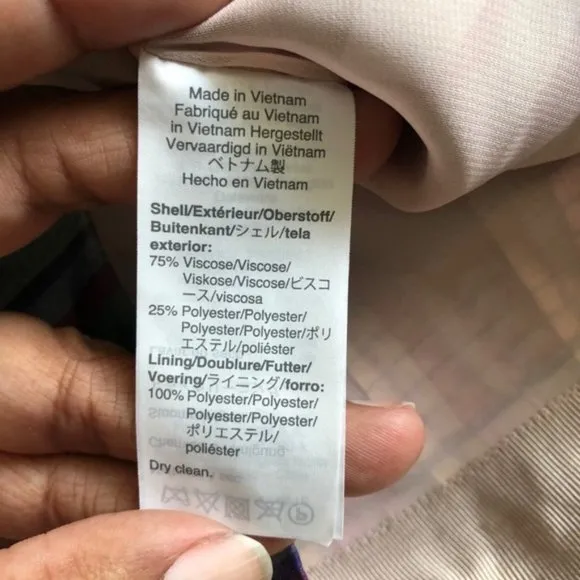 Made in Vietnam
Fabriqué au Vietnam
in Vietnam Hergestellt
Vervaardigd in Viëtnam
ベトナム製
Hecho en Vietnam
Shell/Extérieur/Oberstoff/
Buitenkant/シェル/tela
exterior:
75% Viscose/Viscose/
Viskose/Viscose/ビスコ
ース/viscosa
25% Polyester/Polyester/
Polyester/Polyester/ポリ
エステル/poliéster
Lining/Doublure/Futter/
Voering/ライニング/forro:
100% Polyester/Polyester/
Polyester/Polyester/
ポリエステル/
poliéster
Dry clean.